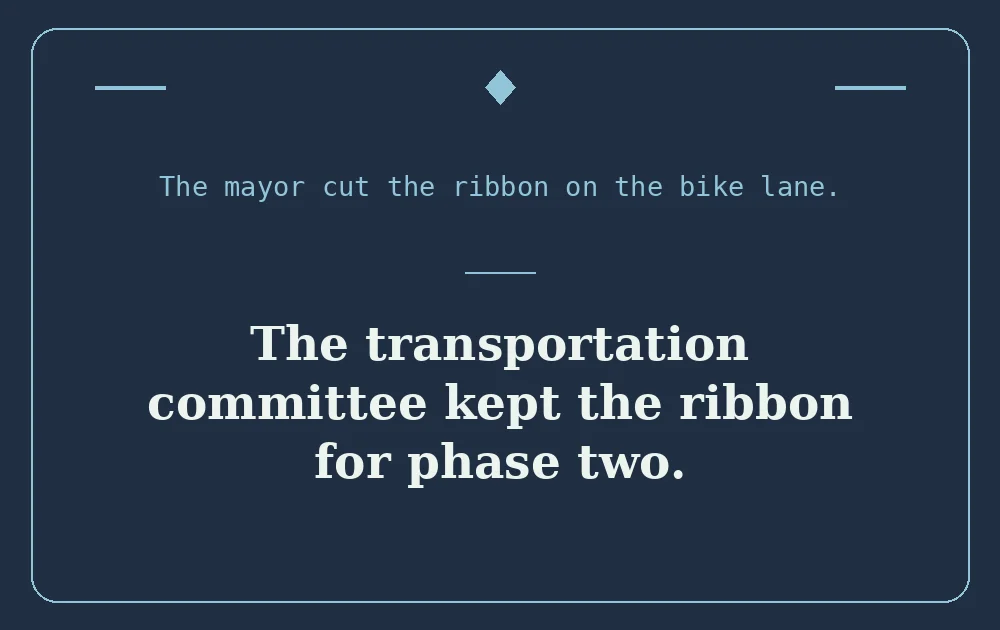 The mayor cut the ribbon on the bike lane.
The transportation
committee kept the ribbon
for phase two.